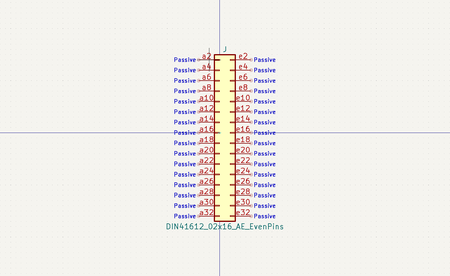 J
Passive a2 e2 Passive
Passive a4 e4 Passive
Passive a6 e6 Passive
Passive a8 e8 Passive
Passive a10 e10 Passive
Passive a12 e12 Passive
Passive a14 e14 Passive
Passive a16 e16 Passive
Passive a18 e18 Passive
Passive a20 e20 Passive
Passive a22 e22 Passive
Passive a24 e24 Passive
Passive a26 e26 Passive
Passive a28 e28 Passive
Passive a30 e30 Passive
Passive a32 e32 Passive
DIN41612_02x16_AE_EvenPins